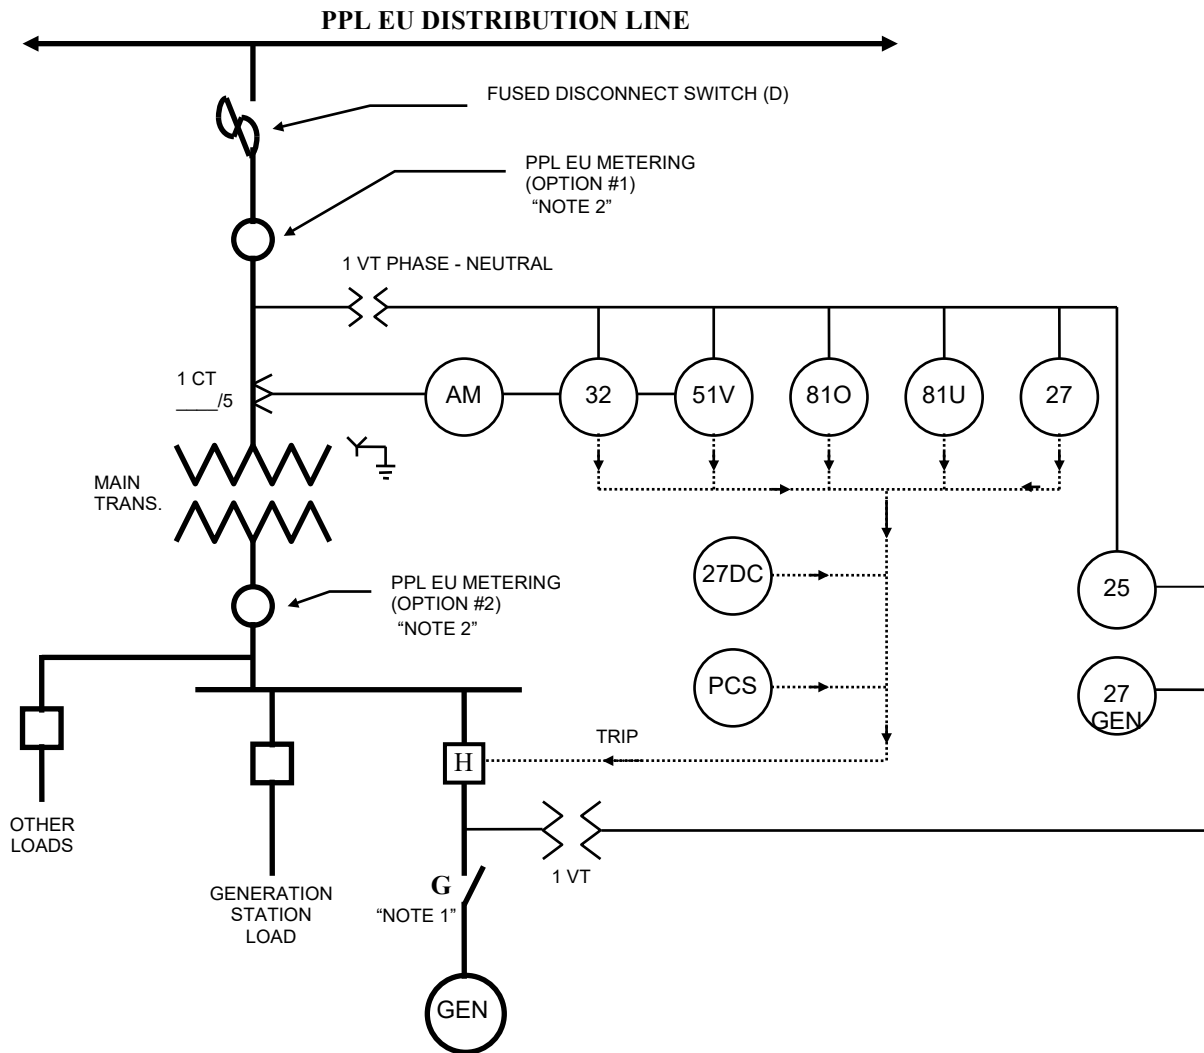 PPL EU DISTRIBUTION LINE
FUSED DISCONNECT SWITCH (D)
PPL EU METERING
(OPTION #1)
“NOTE 2”
1 VT PHASE - NEUTRAL
1 CT
____/5
AM
32
51V
81O
81U
27
MAIN
TRANS.
27DC
25
PPL EU METERING
(OPTION #2)
“NOTE 2”
PCS
27
GEN
TRIP
H
OTHER
LOADS
1 VT
GENERATION
STATION
LOAD
G
“NOTE 1”
GEN